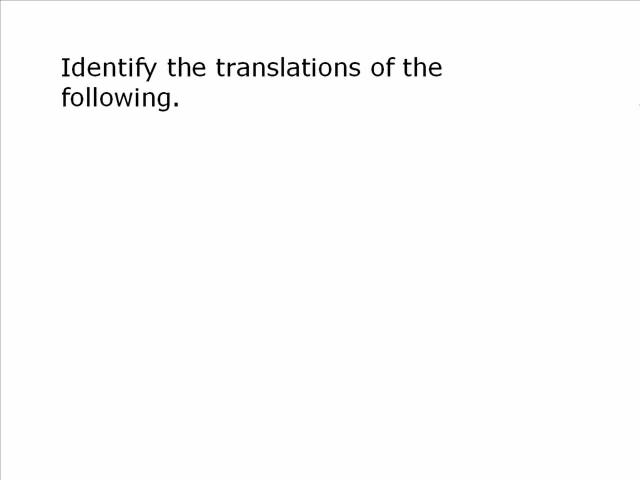 Identify the translations of the
following.